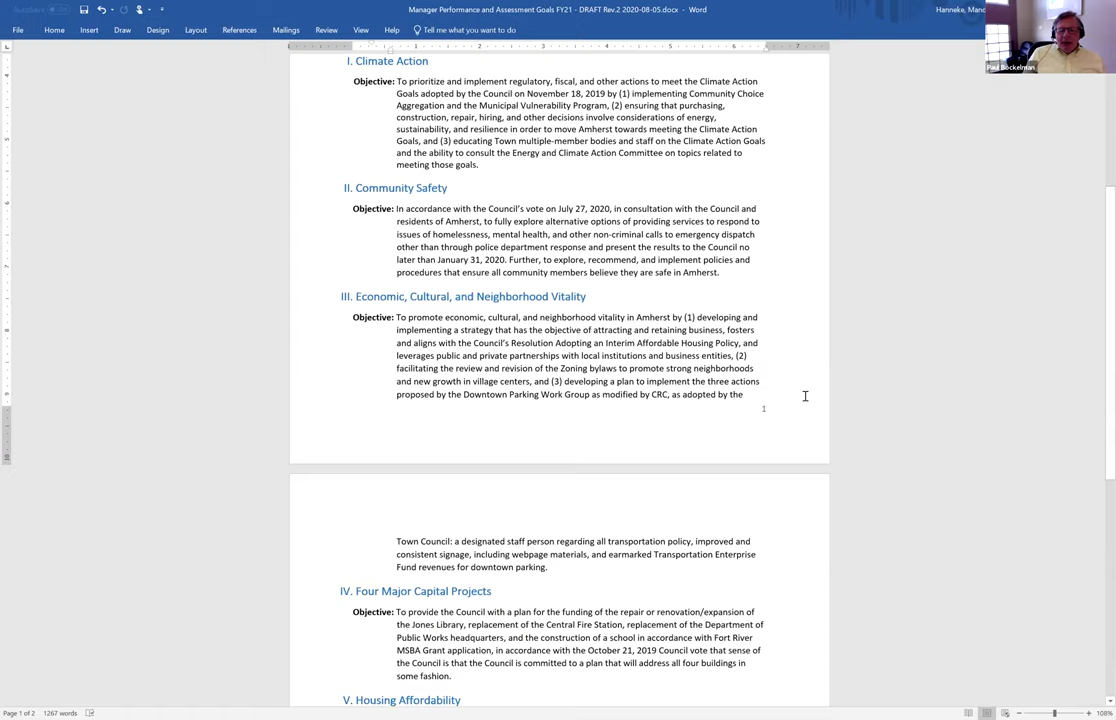 AutoSave Off
Manager Performance and Assessment Goals FY21 - DRAFT Rev.2 2020-08-05.docx - Word
Hanneke, Mand
File Home Insert Draw Design Layout References Mailings Review View Help Tell me what you want to do
Paul Bockelman
1 2 3 4 5 6 7
I. Climate Action
Objective: To prioritize and implement regulatory, fiscal, and other actions to meet the Climate Action
Goals adopted by the Council on November 18, 2019 by (1) implementing Community Choice
Aggregation and the Municipal Vulnerability Program, (2) ensuring that purchasing,
construction, repair, hiring, and other decisions involve considerations of energy,
sustainability, and resilience in order to move Amherst towards meeting the Climate Action
Goals, and (3) educating Town multiple-member bodies and staff on the Climate Action Goals
and the ability to consult the Energy and Climate Action Committee on topics related to
meeting those goals.
II. Community Safety
Objective: In accordance with the Council's vote on July 27, 2020, in consultation with the Council and
residents of Amherst, to fully explore alternative options of providing services to respond to
issues of homelessness, mental health, and other non-criminal calls to emergency dispatch
other than through police department response and present the results to the Council no
later than January 31, 2020. Further, to explore, recommend, and implement policies and
procedures that ensure all community members believe they are safe in Amherst.
III. Economic, Cultural, and Neighborhood Vitality
Objective: To promote economic, cultural, and neighborhood vitality in Amherst by (1) developing and
implementing a strategy that has the objective of attracting and retaining business, fosters
and aligns with the Council's Resolution Adopting an Interim Affordable Housing Policy, and
leverages public and private partnerships with local institutions and business entities, (2)
facilitating the review and revision of the Zoning bylaws to promote strong neighborhoods
and new growth in village centers, and (3) developing a plan to implement the three actions
proposed by the Downtown Parking Work Group as modified by CRC, as adopted by the
1
Town Council: a designated staff person regarding all transportation policy, improved and
consistent signage, including webpage materials, and earmarked Transportation Enterprise
Fund revenues for downtown parking.
IV. Four Major Capital Projects
Objective: To provide the Council with a plan for the funding of the repair or renovation/expansion of
the Jones Library, replacement of the Central Fire Station, replacement of the Department of
Public Works headquarters, and the construction of a school in accordance with Fort River
MSBA Grant application, in accordance with the October 21, 2019 Council vote that sense of
the Council is that the Council is committed to a plan that will address all four buildings in
some fashion.
V. Housing Affordability
Page 1 of 2 1267 words 108%